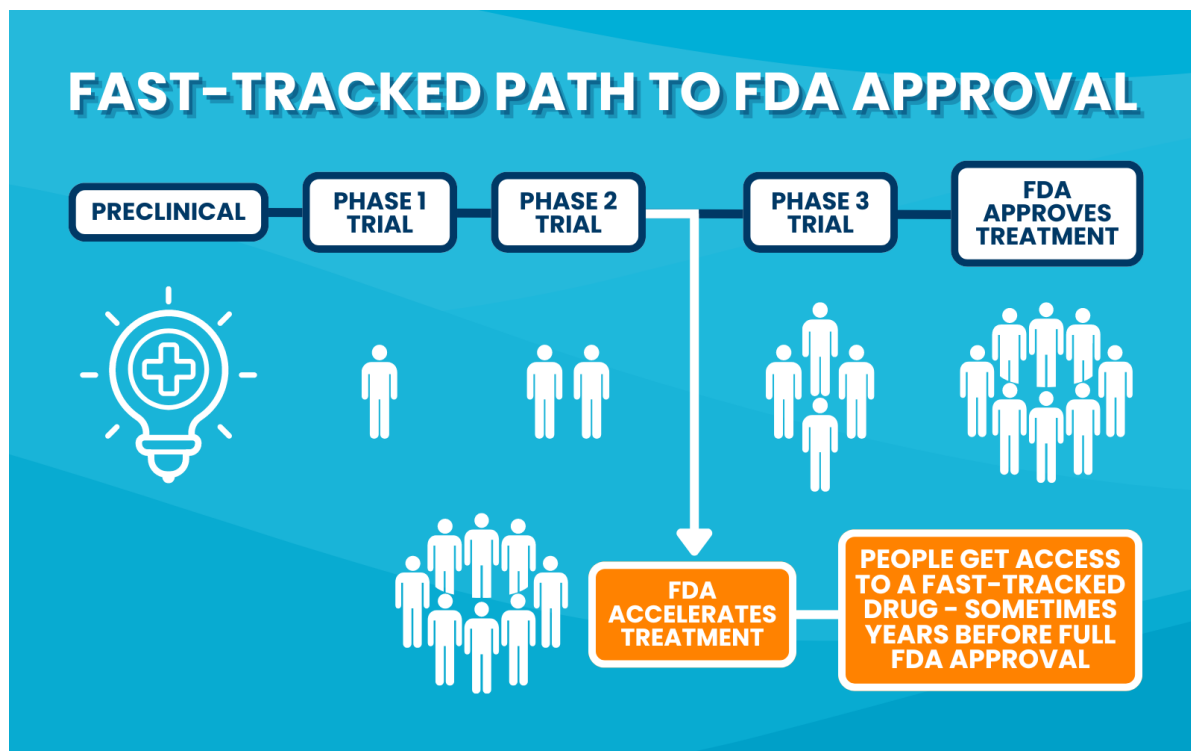 FAST-TRACKED PATH TO FDA APPROVAL
PRECLINICAL
PHASE 1
TRIAL
PHASE 2
TRIAL
PHASE 3
TRIAL
FDA
APPROVES
TREATMENT
FDA
ACCELERATES
TREATMENT
PEOPLE GET ACCESS
TO A FAST-TRACKED
DRUG - SOMETIMES
YEARS BEFORE FULL
FDA APPROVAL